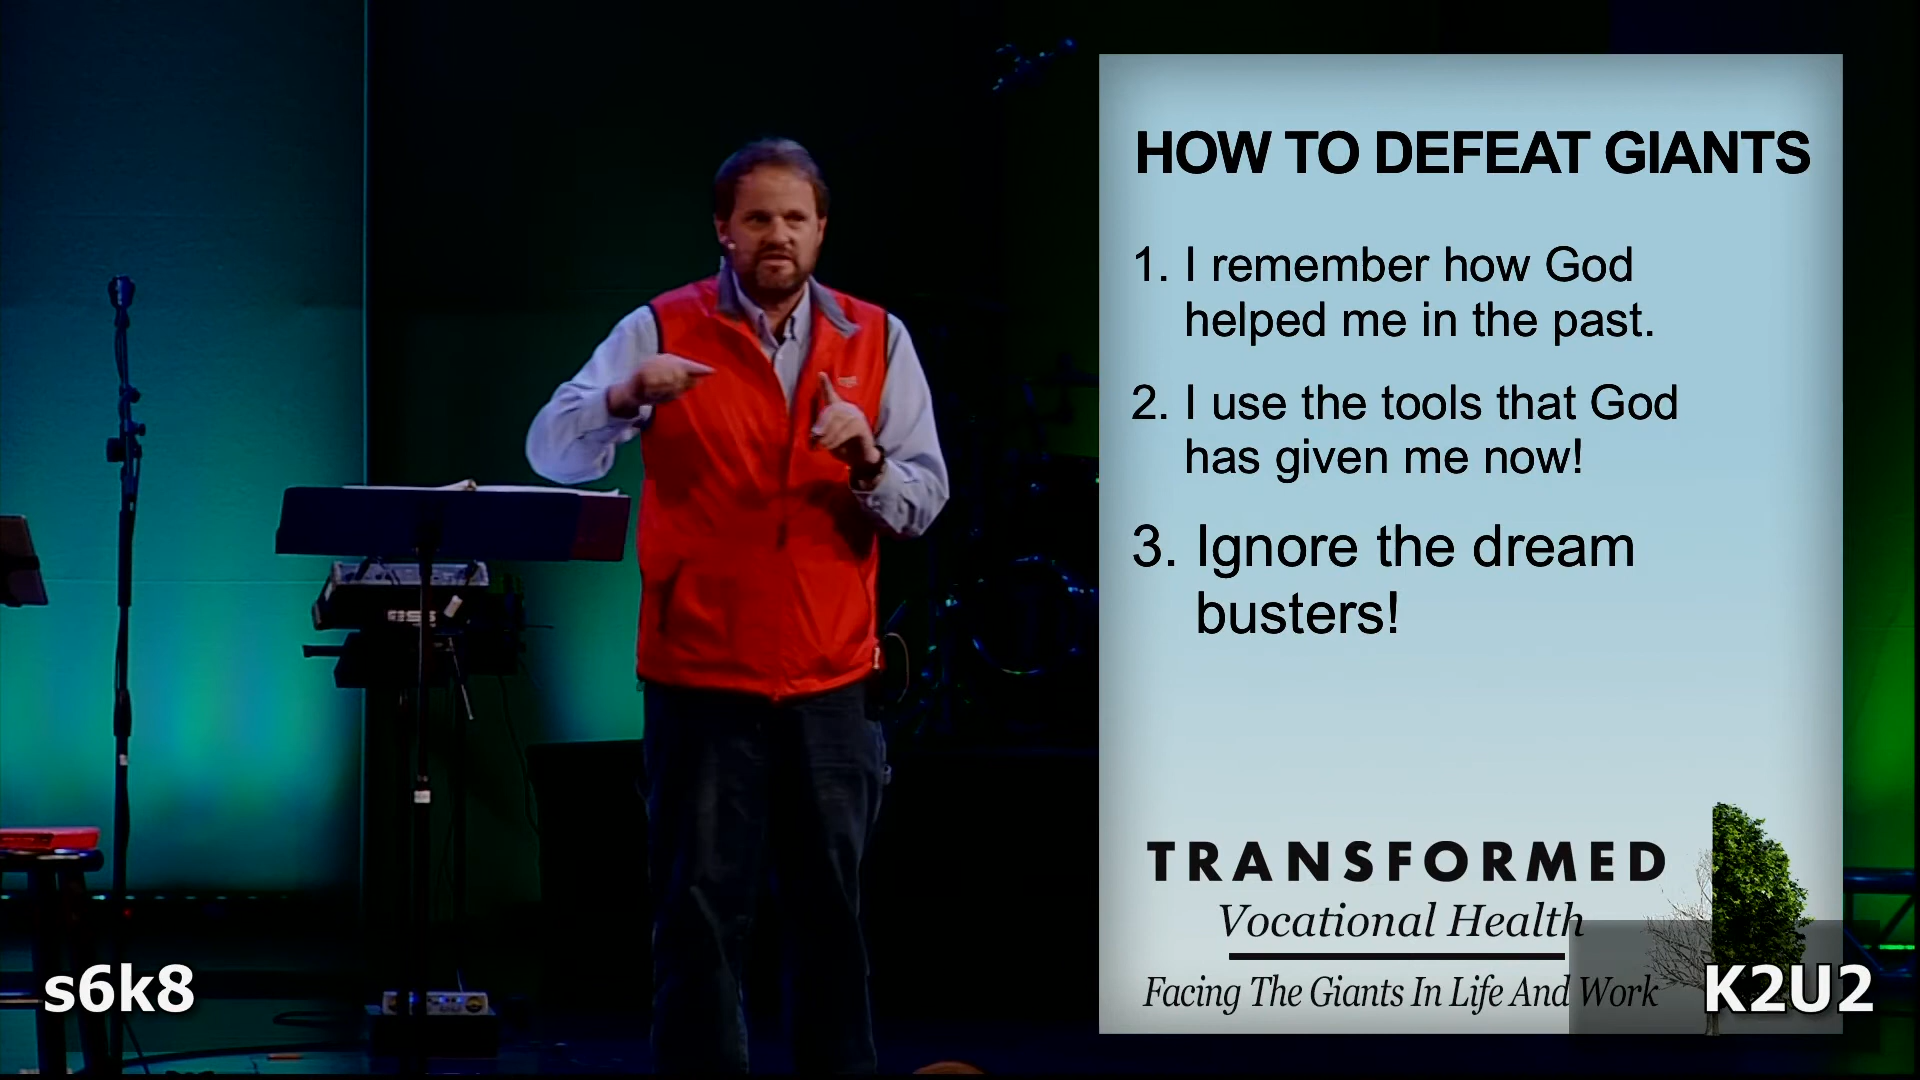 HOW TO DEFEAT GIANTS
1. I remember how God
helped me in the past.
2. I use the tools that God
has given me now!
3. Ignore the dream
busters!
TRANSFORMED
Vocational Health
Facing The Giants In Life And Work
s6k8
K2U2